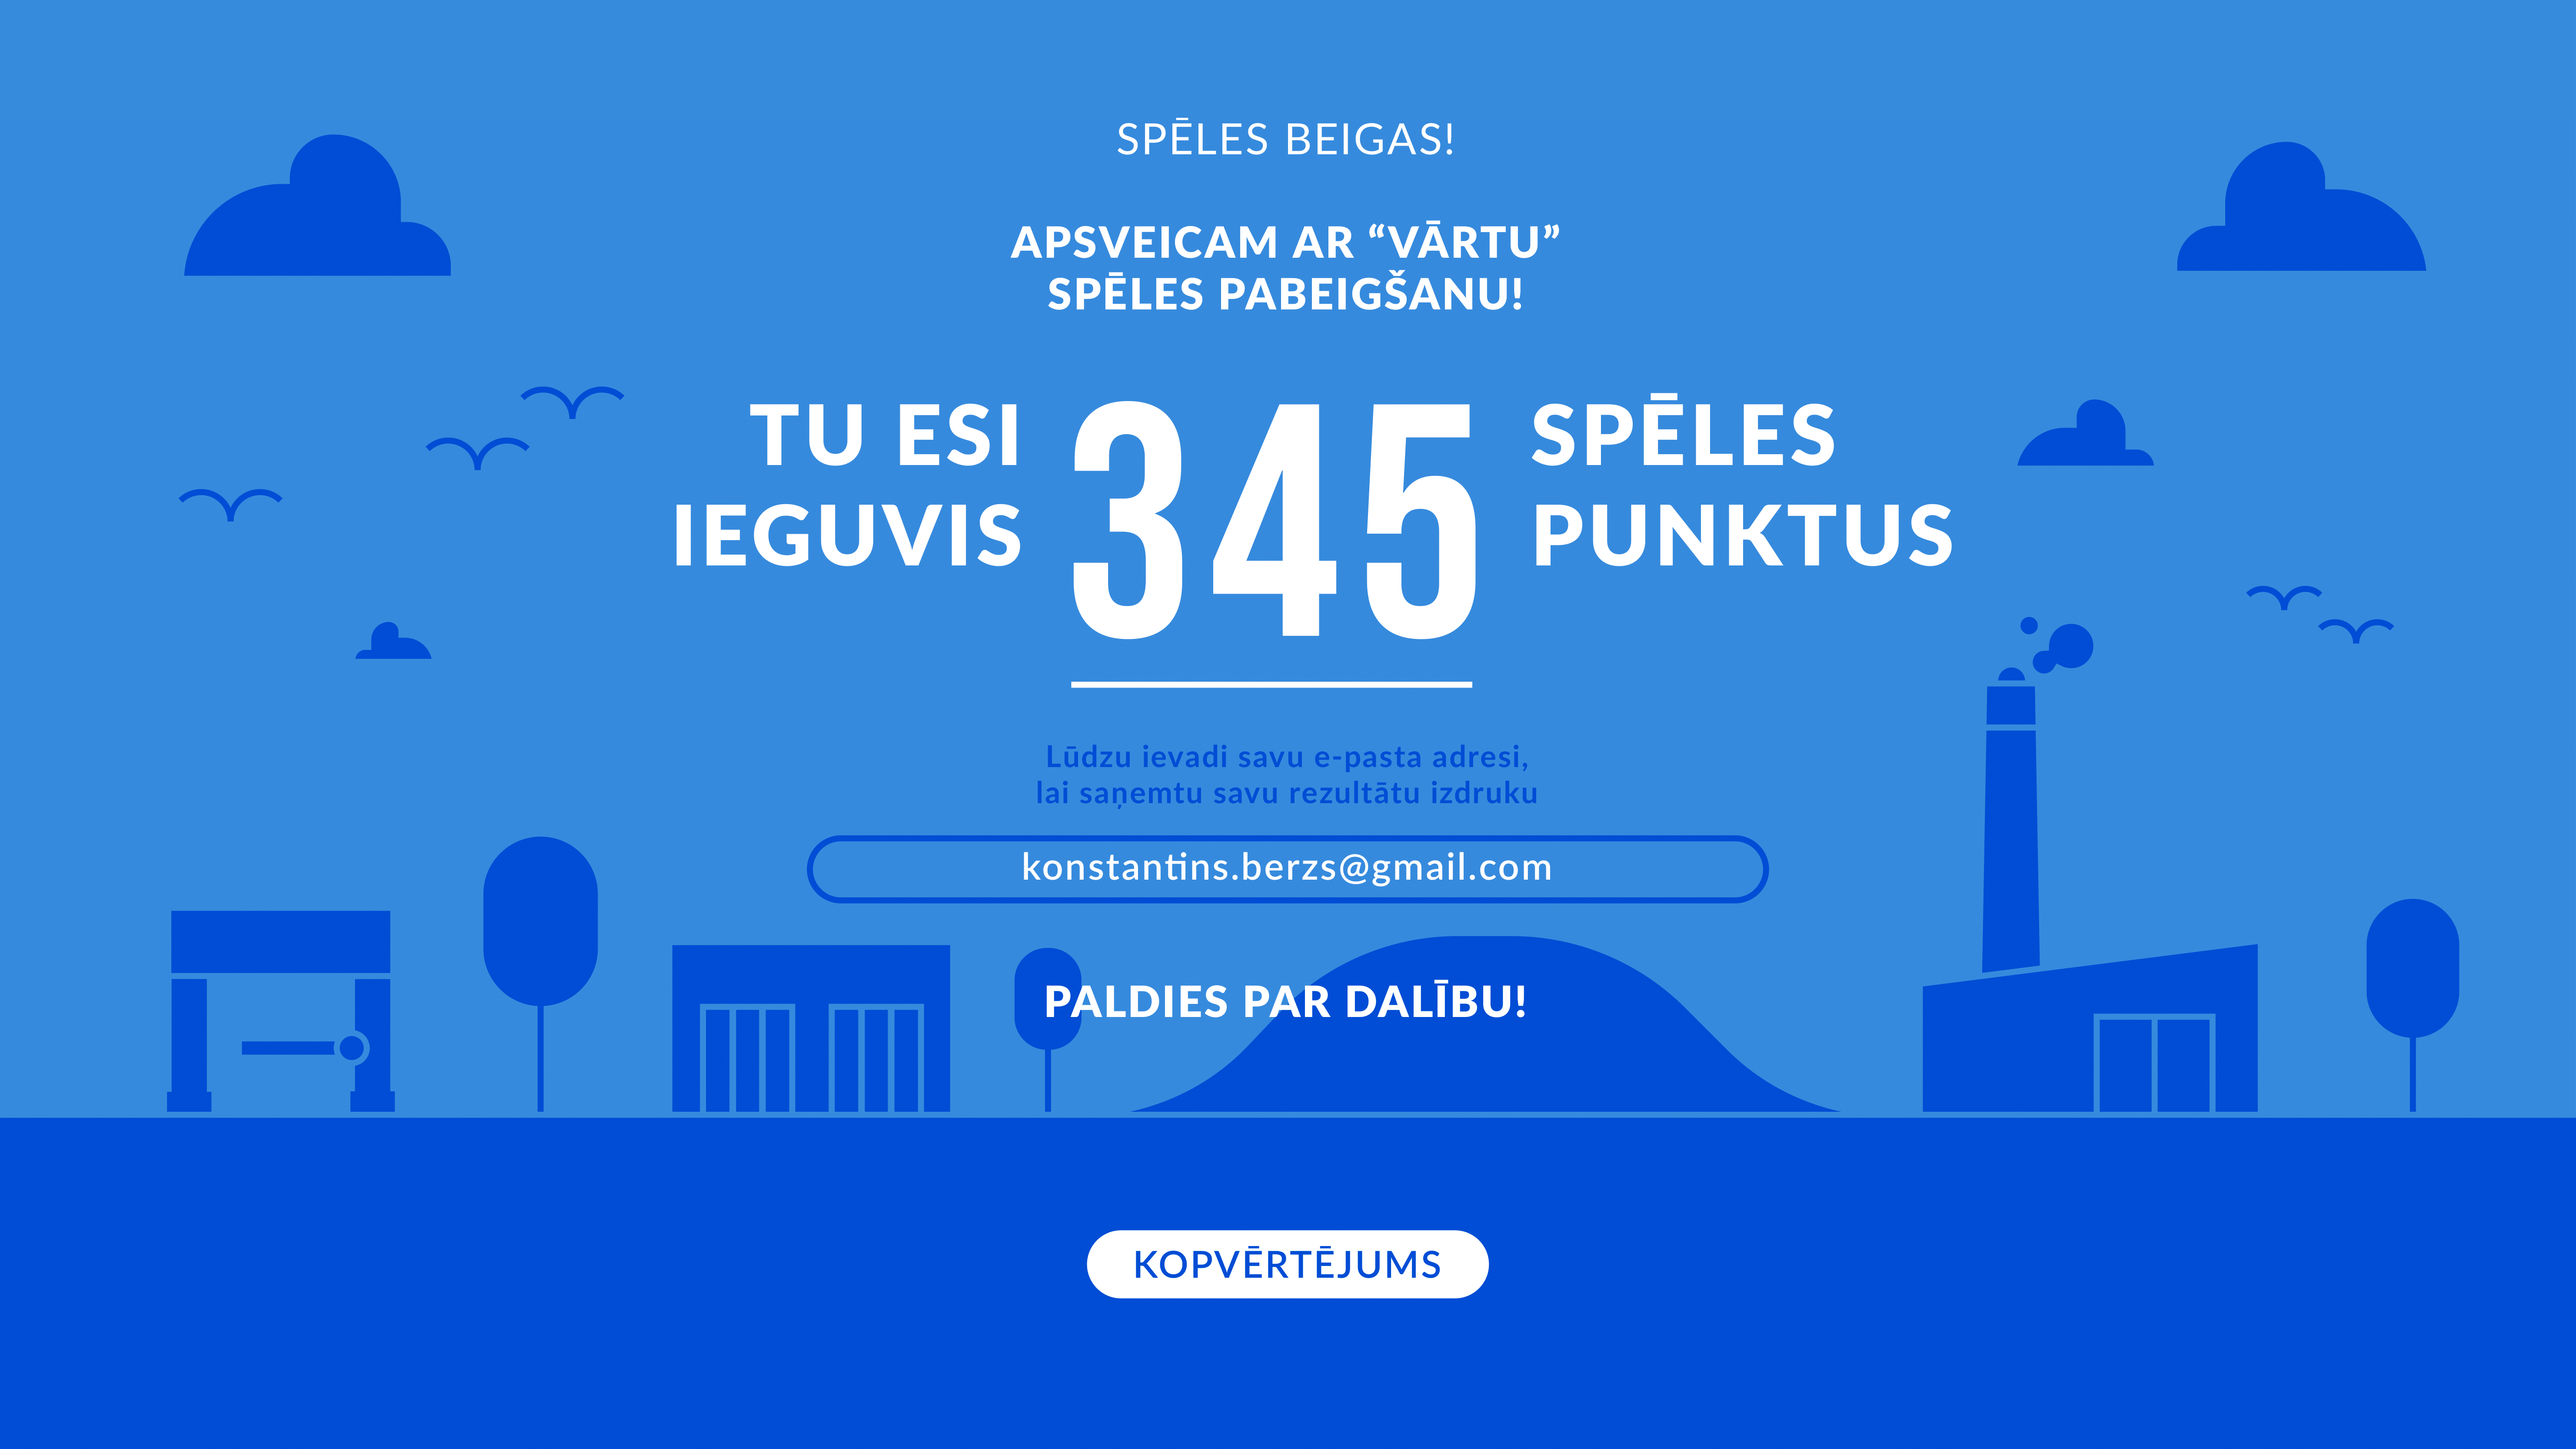 SPĒLES BEIGAS!
APSVEICAM AR “VĀRTU”
SPĒLES PABEIGŠANU!
TU ESI
IEGUVIS
345
SPĒLES
PUNKTUS
Lūdzu ievadi savu e-pasta adresi,
lai saņemtu savu rezultātu izdruku
konstantins.berzs@gmail.com
PALDIES PAR DALĪBU!
KOPVĒRTĒJUMS